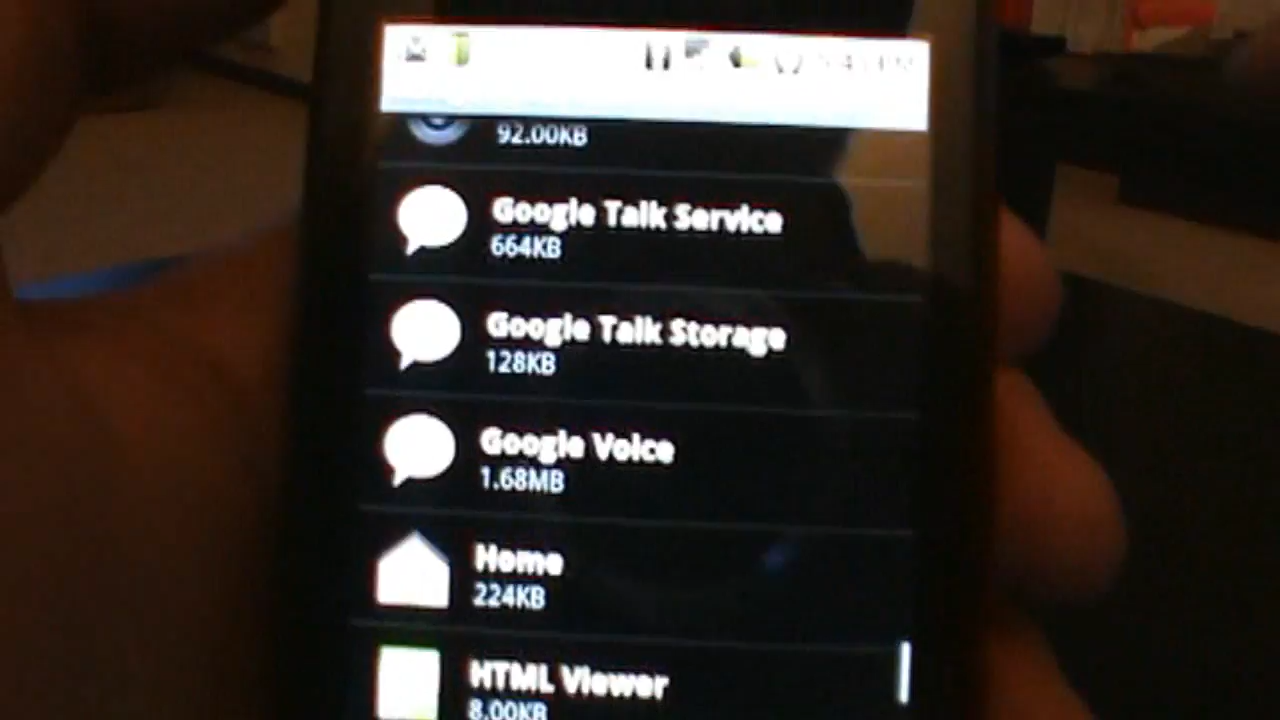 92.00KB
Google Talk Service
664KB
Google Talk Storage
128KB
Google Voice
1.68MB
Home
224KB
HTML Viewer
8.00KB